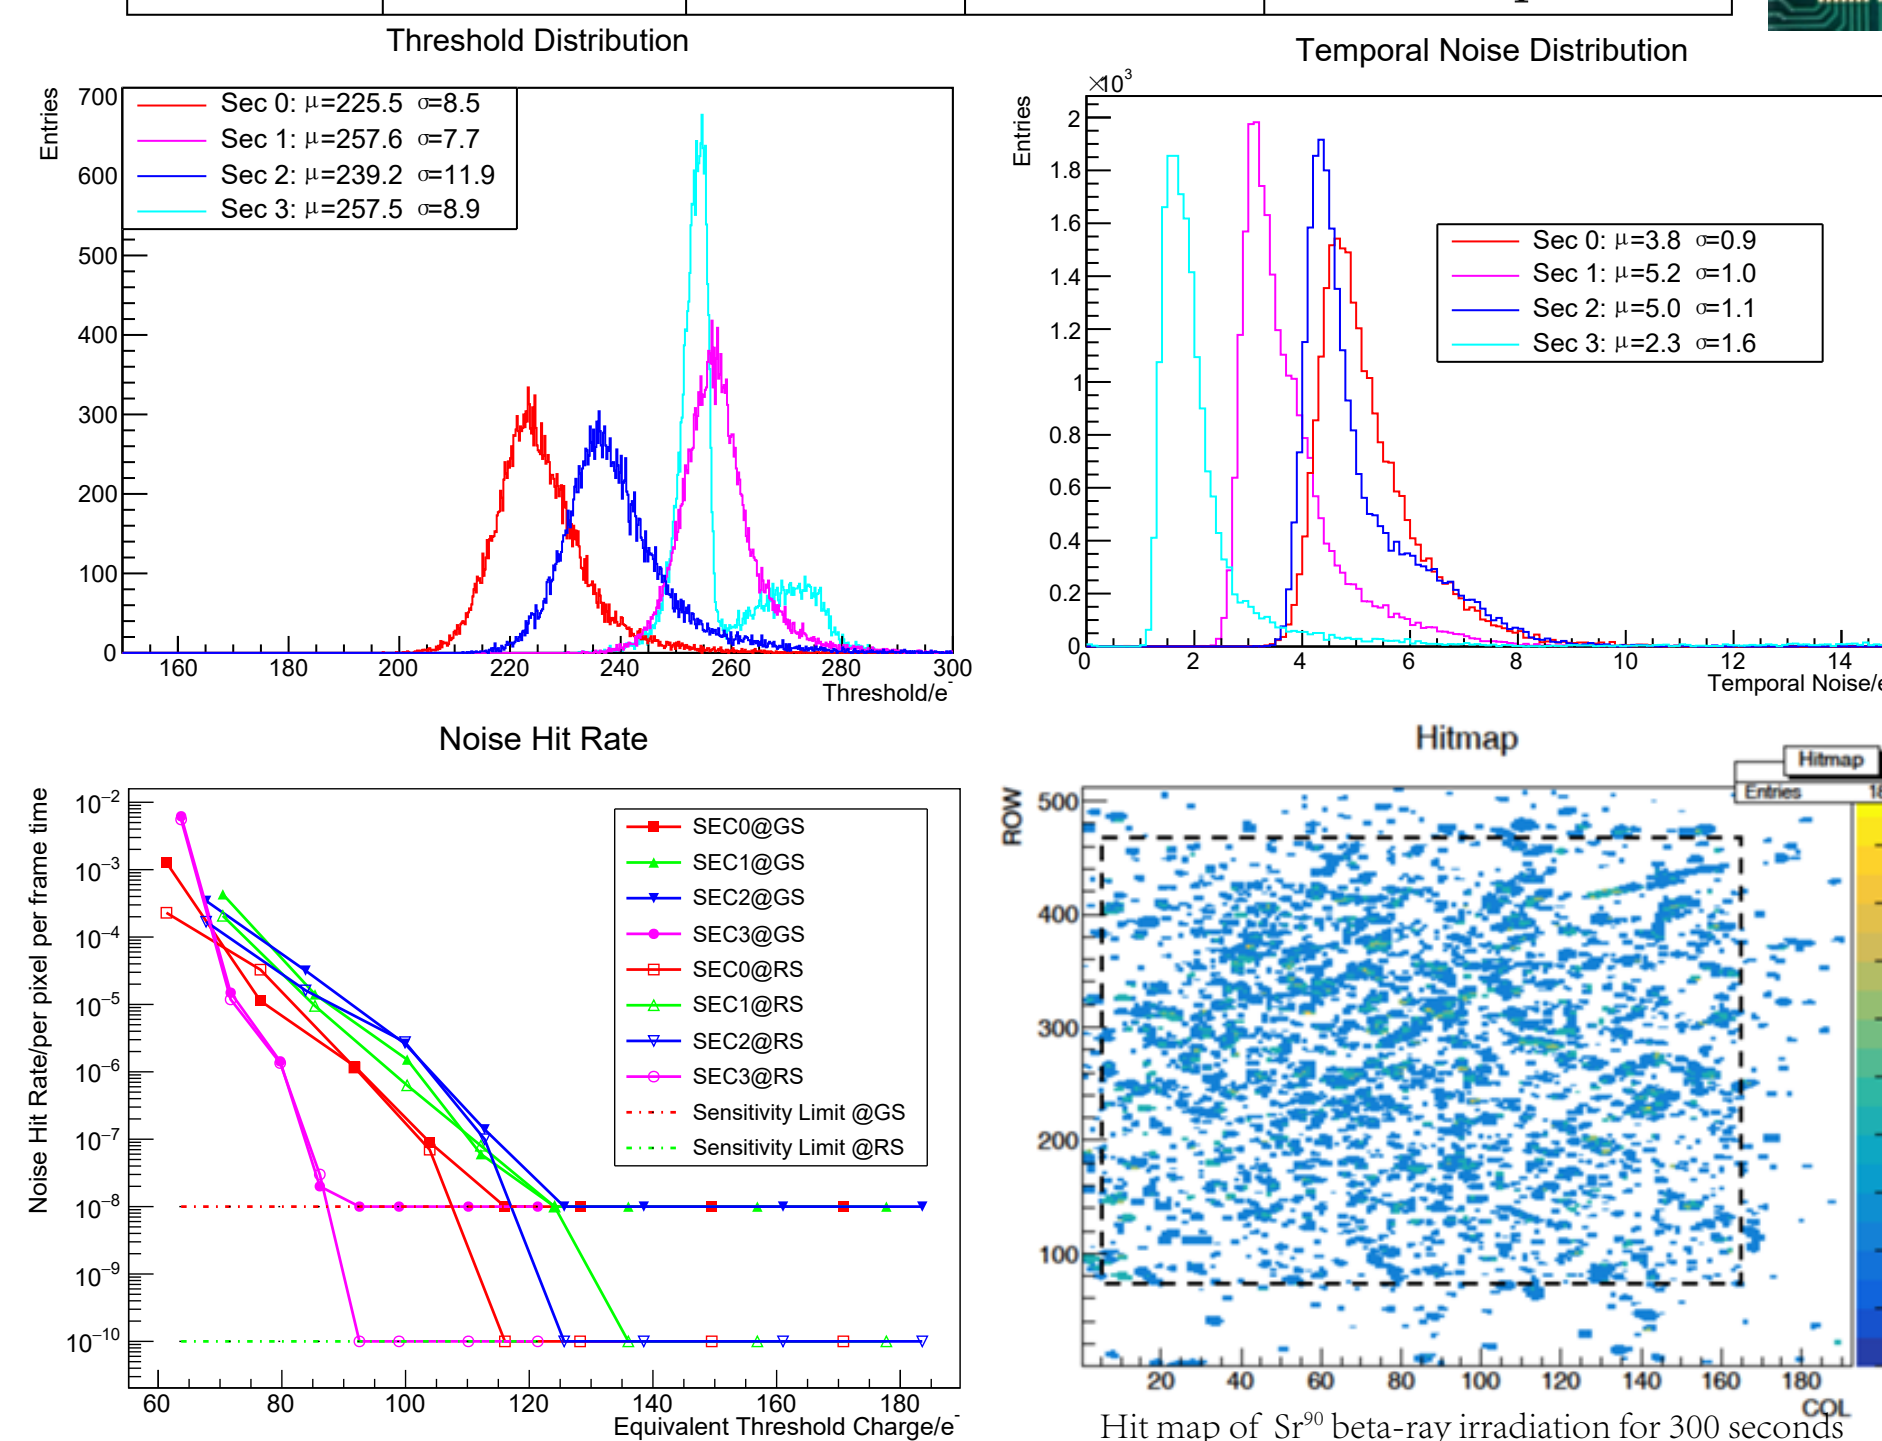 Threshold Distribution
Entries
700
600
500
400
300
200
100
0
Sec 0: μ=225.5 σ=8.5
Sec 1: μ=257.6 σ=7.7
Sec 2: μ=239.2 σ=11.9
Sec 3: μ=257.5 σ=8.9
160 180 200 220 240 260 280 300
Threshold/e⁻
Temporal Noise Distribution
×10³
Entries
2
1.8
1.6
1.4
1.2
1
0.8
0.6
0.4
0.2
0
Sec 0: μ=3.8 σ=0.9
Sec 1: μ=5.2 σ=1.0
Sec 2: μ=5.0 σ=1.1
Sec 3: μ=2.3 σ=1.6
0 2 4 6 8 10 12 14
Temporal Noise/e
Noise Hit Rate
Noise Hit Rate/per pixel per frame time
10⁻²
10⁻³
10⁻⁴
10⁻⁵
10⁻⁶
10⁻⁷
10⁻⁸
10⁻⁹
10⁻¹⁰
SEC0@GS
SEC1@GS
SEC2@GS
SEC3@GS
SEC0@RS
SEC1@RS
SEC2@RS
SEC3@RS
Sensitivity Limit @GS
Sensitivity Limit @RS
60 80 100 120 140 160 180
Equivalent Threshold Charge/e⁻
Hitmap
Hitmap
Entries 18
ROW
500
400
300
200
100
20 40 60 80 100 120 140 160 180
COL
Hit map of Sr⁹⁰ beta-ray irradiation for 300 seconds